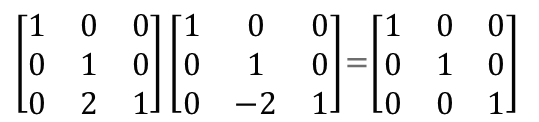 [1 0 0] [1 0 0] [1 0 0]
[0 1 0] [0 1 0] = [0 1 0]
[0 2 1] [0 −2 1] [0 0 1]